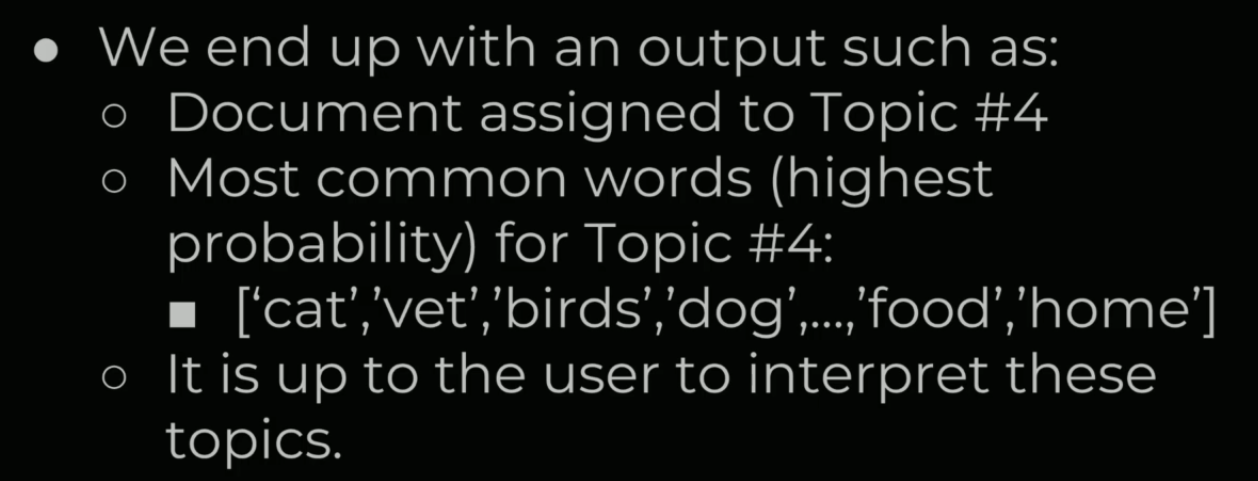 ● We end up with an output such as:
○ Document assigned to Topic #4
○ Most common words (highest
probability) for Topic #4:
■ [‘cat’,’vet’,’birds’,’dog’,...,’food’,’home’]
○ It is up to the user to interpret these
topics.